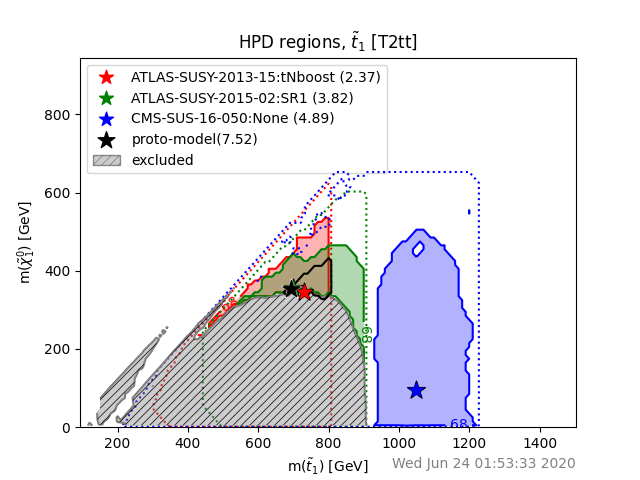 HPD regions, t̃₁ [T2tt]
ATLAS-SUSY-2013-15:tNboost (2.37)
ATLAS-SUSY-2015-02:SR1 (3.82)
CMS-SUS-16-050:None (4.89)
proto-model(7.52)
excluded
m(χ̃₁⁰) [GeV]
800
600
400
200
0
68
68
.68
200 400 600 800 1000 1200 1400
m(t̃₁) [GeV]
Wed Jun 24 01:53:33 2020